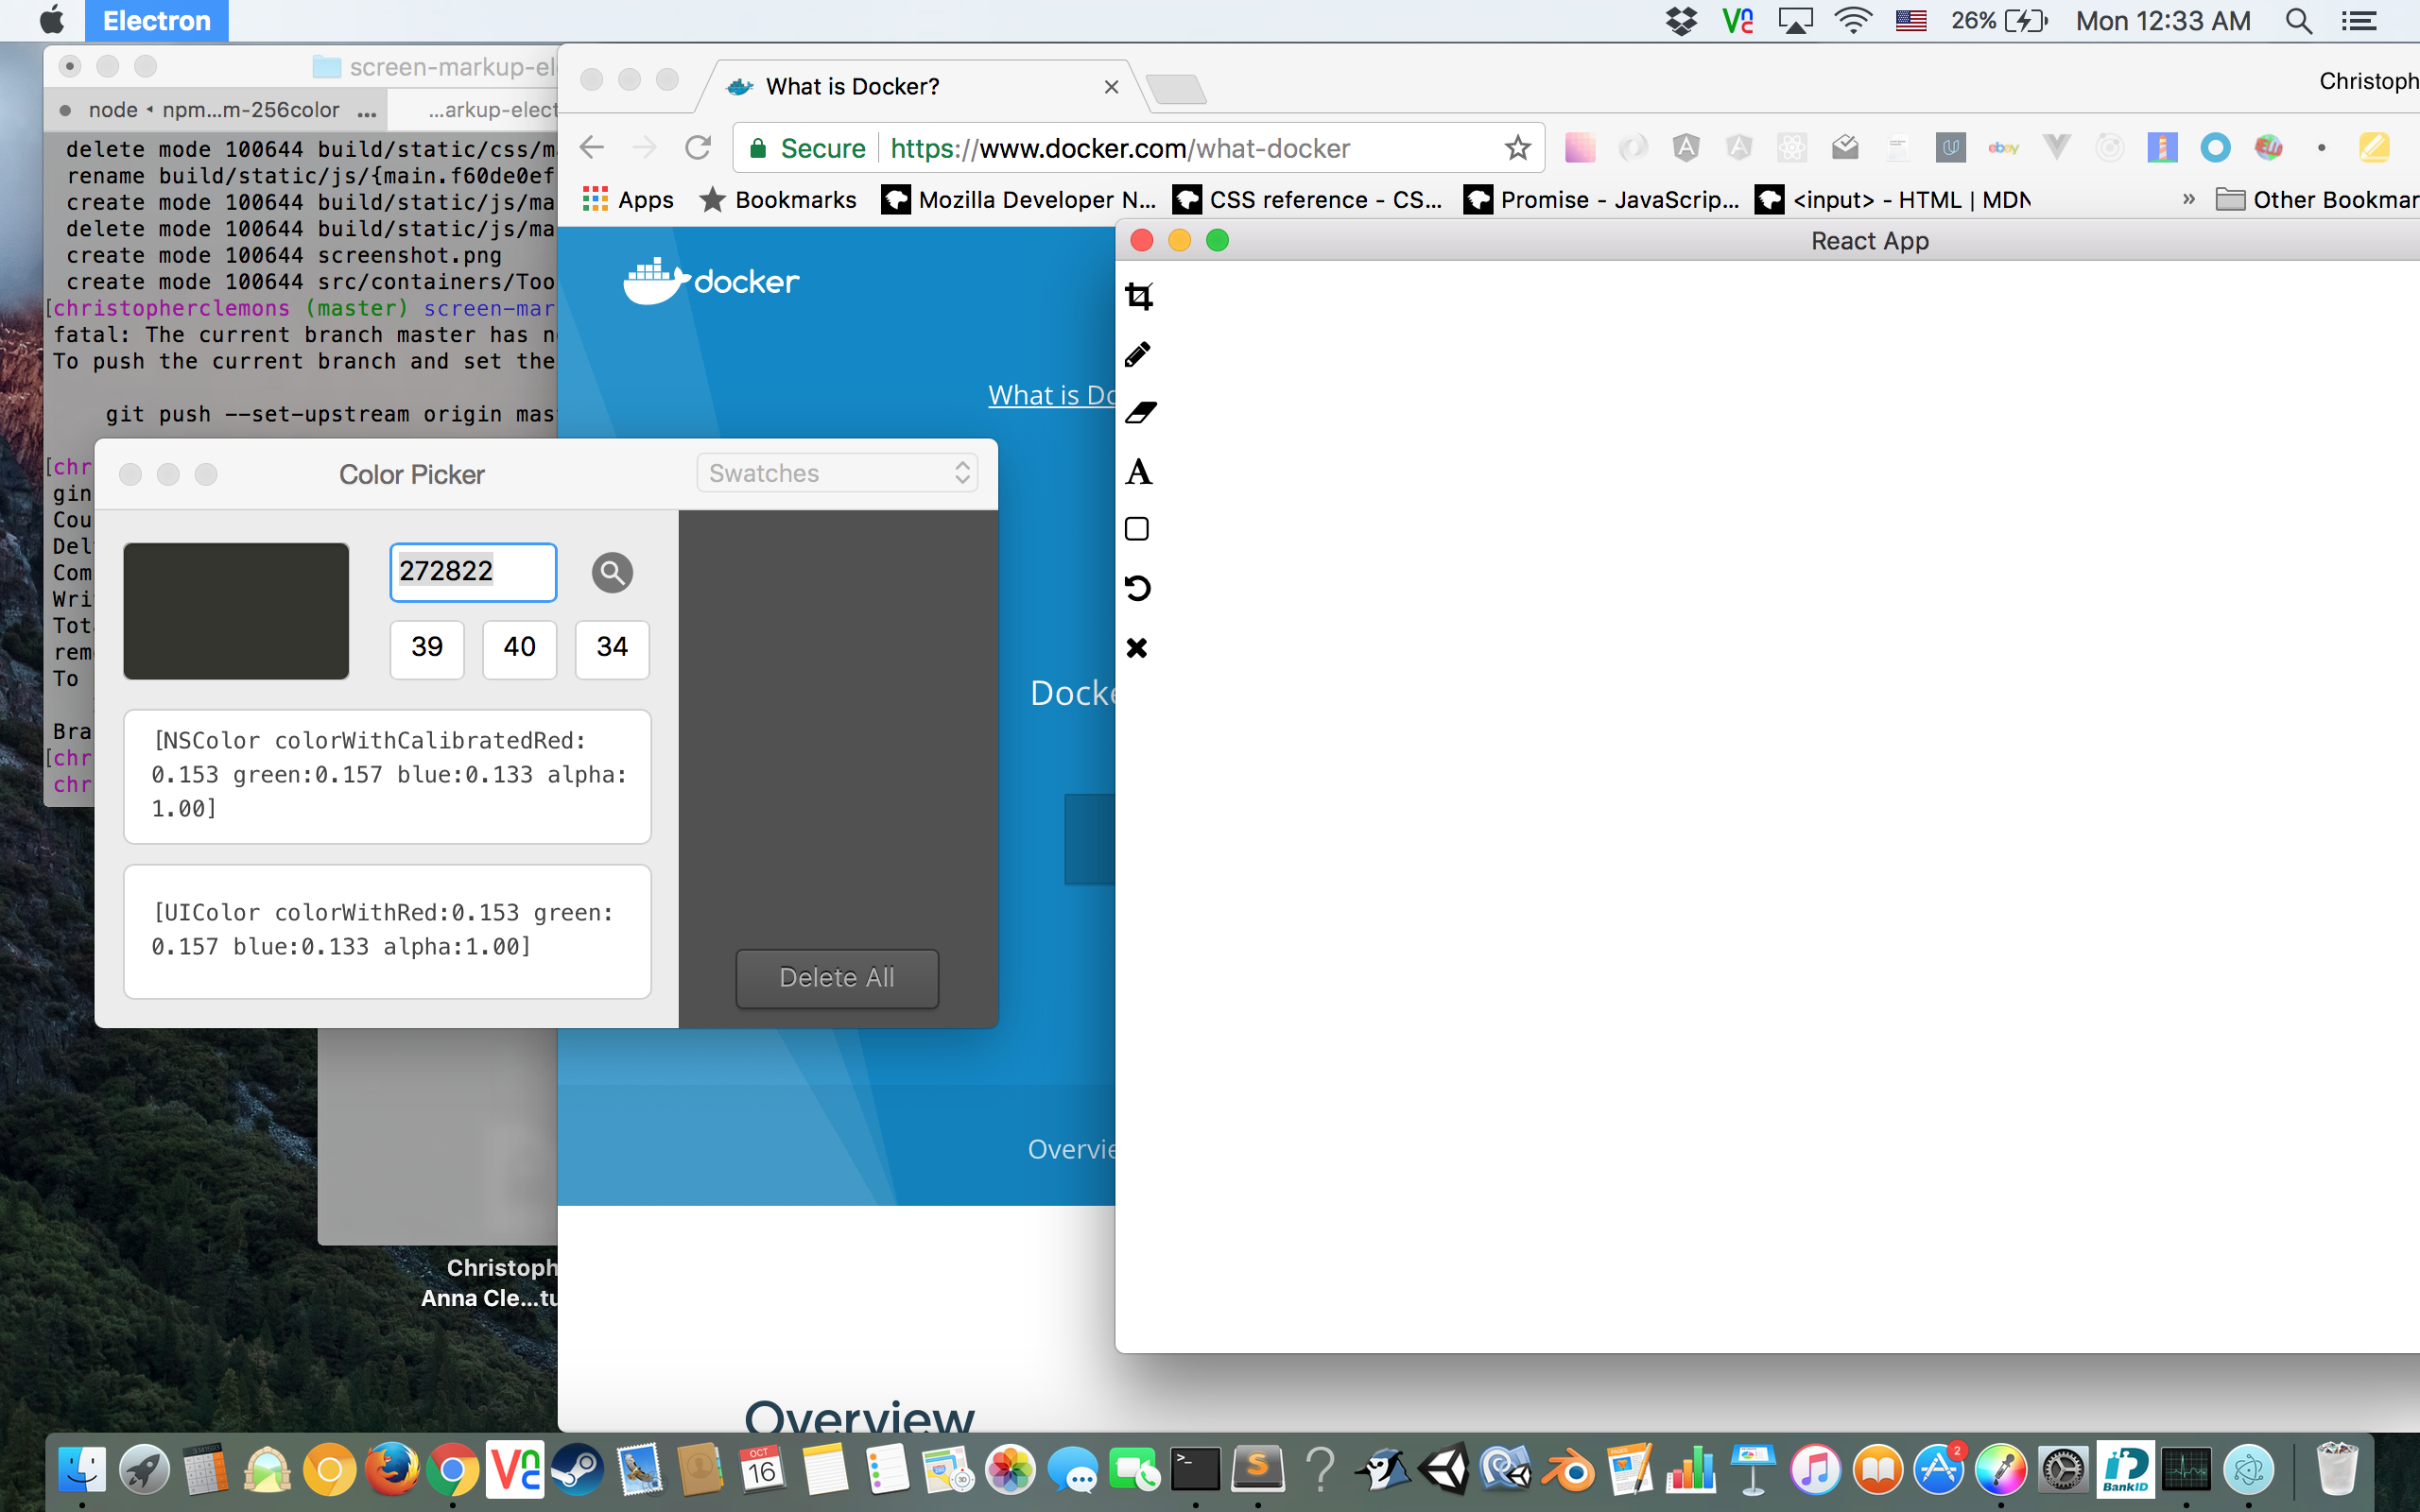 Electron
26%
Mon 12:33 AM
screen-markup-el
node ◂ npm...m-256color ...
...arkup-elect
delete mode 100644 build/static/css/ma
rename build/static/js/{main.f60de0ef
create mode 100644 build/static/js/ma
delete mode 100644 build/static/js/ma
create mode 100644 screenshot.png
create mode 100644 src/containers/Too
[christopherclemons (master) screen-mar
fatal: The current branch master has n
To push the current branch and set the
git push --set-upstream origin mas
[chr
gin
Cou
Del
Com
Wri
Tot
rem
To
Bra
[chr
chr
What is Docker?
Christoph
Secure
https://www.docker.com/what-docker
Apps
Bookmarks
Mozilla Developer N...
CSS reference - CS...
Promise - JavaScrip...
<input> - HTML | MDN
»
Other Bookmar
docker
What is Do
Docke
Overvie
Overview
React App
A
Color Picker
Swatches
272822
39
40
34
[NSColor colorWithCalibratedRed:
0.153 green:0.157 blue:0.133 alpha:
1.00]
[UIColor colorWithRed:0.153 green:
0.157 blue:0.133 alpha:1.00]
Delete All
Christoph
Anna Cle...tu
ebay
OCT
16
2
BankID